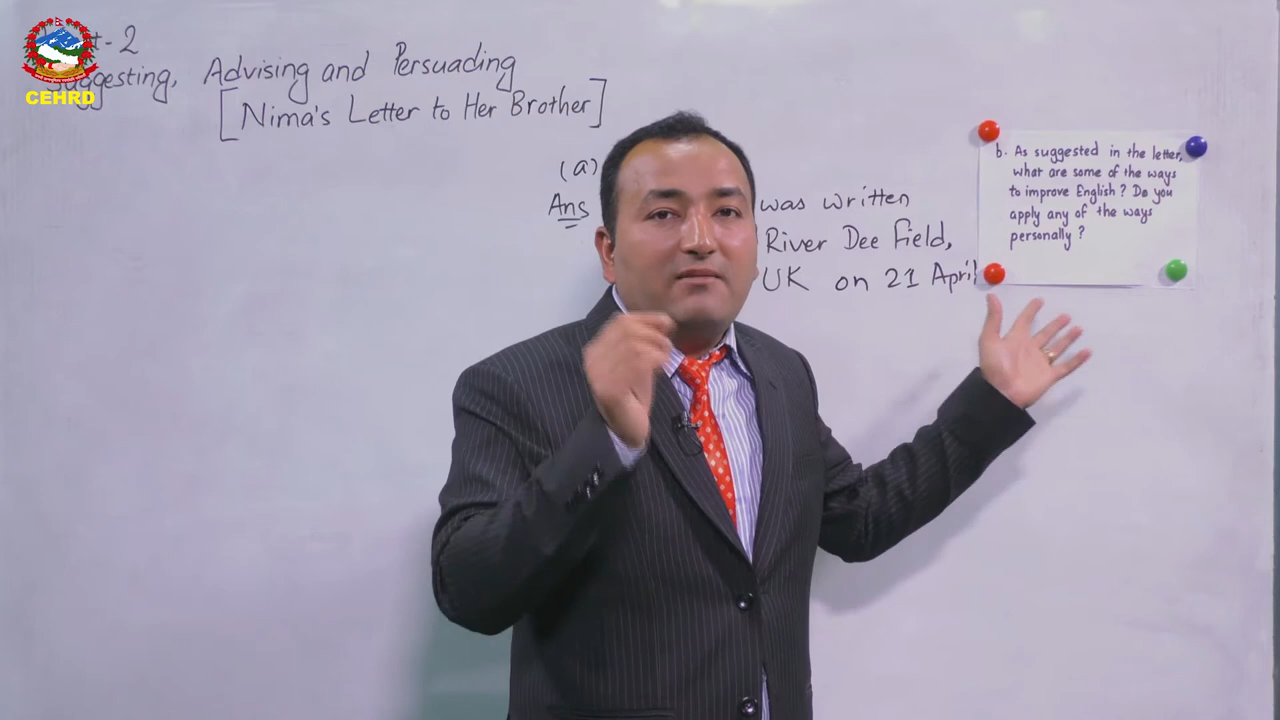 t-2
CEHRD
Suggesting, Advising and Persuading
[Nima's Letter to Her Brother]
(a)
Ans was written
River Dee Field,
UK on 21 April
b. As suggested in the letter,
what are some of the ways
to improve English? Do you
apply any of the ways
personally?